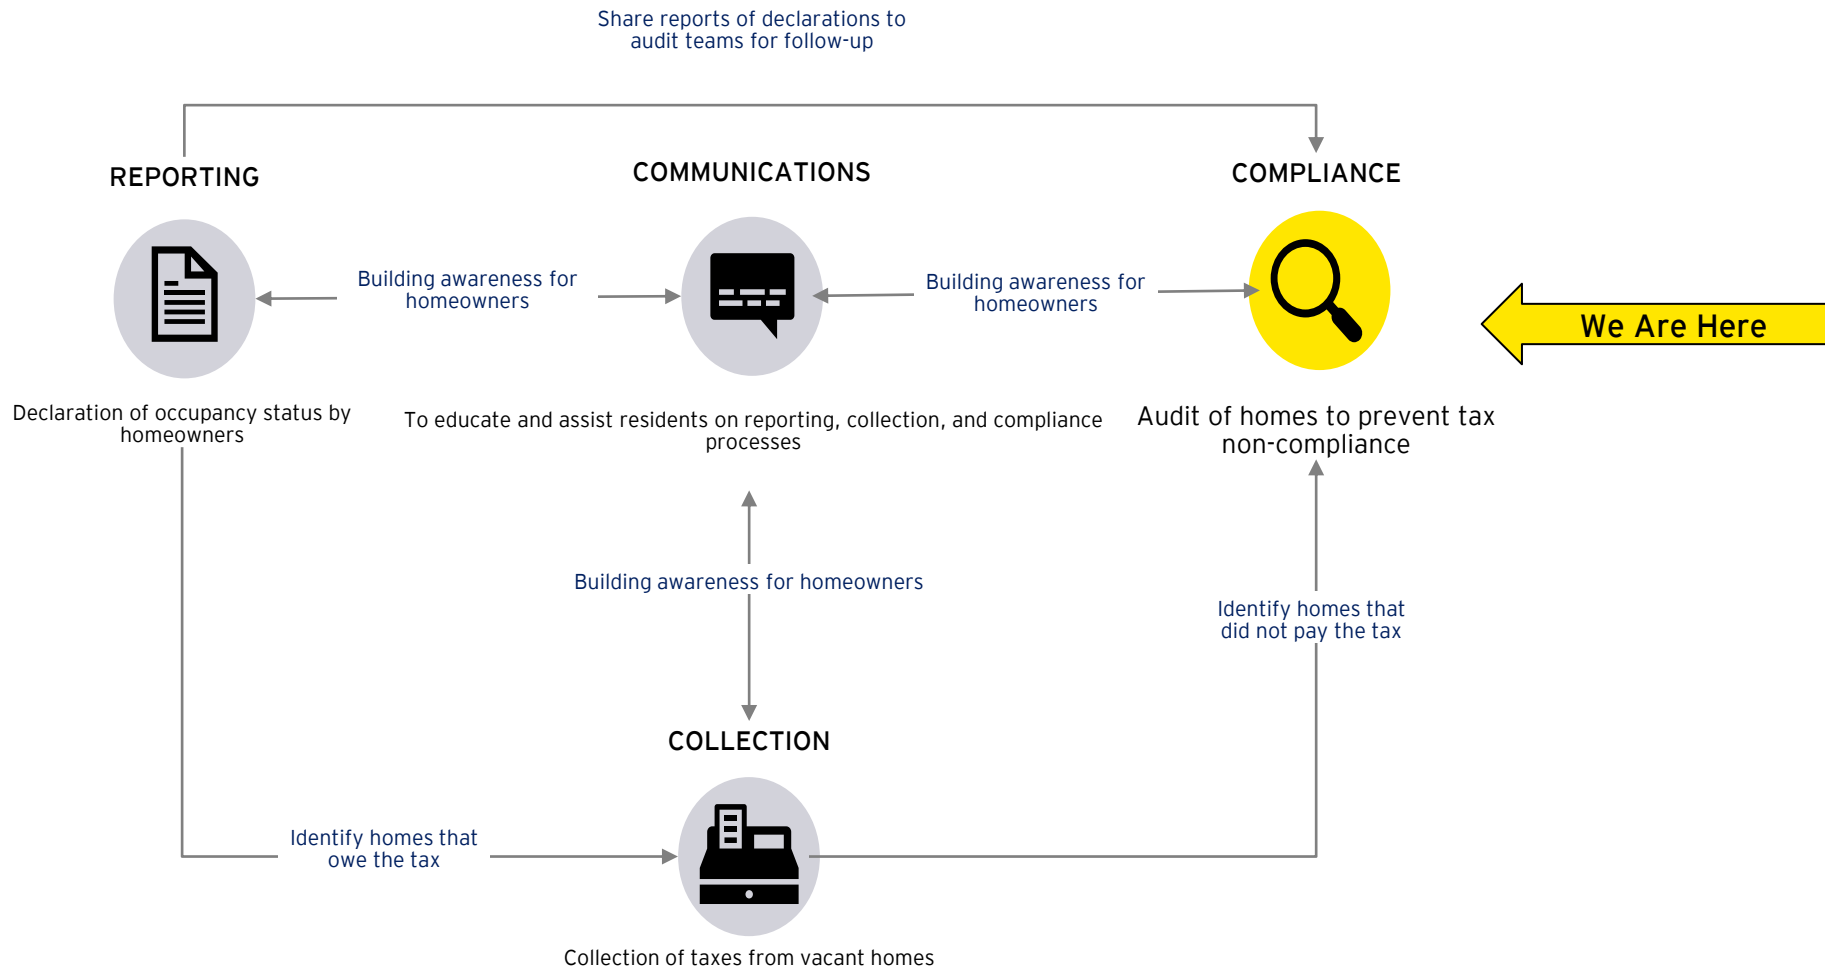 Share reports of declarations to
audit teams for follow-up
REPORTING
COMMUNICATIONS
COMPLIANCE
Building awareness for
homeowners
Building awareness for
homeowners
We Are Here
Declaration of occupancy status by
homeowners
To educate and assist residents on reporting, collection, and compliance
processes
Audit of homes to prevent tax
non-compliance
Building awareness for homeowners
Identify homes that
did not pay the tax
COLLECTION
Identify homes that
owe the tax
Collection of taxes from vacant homes